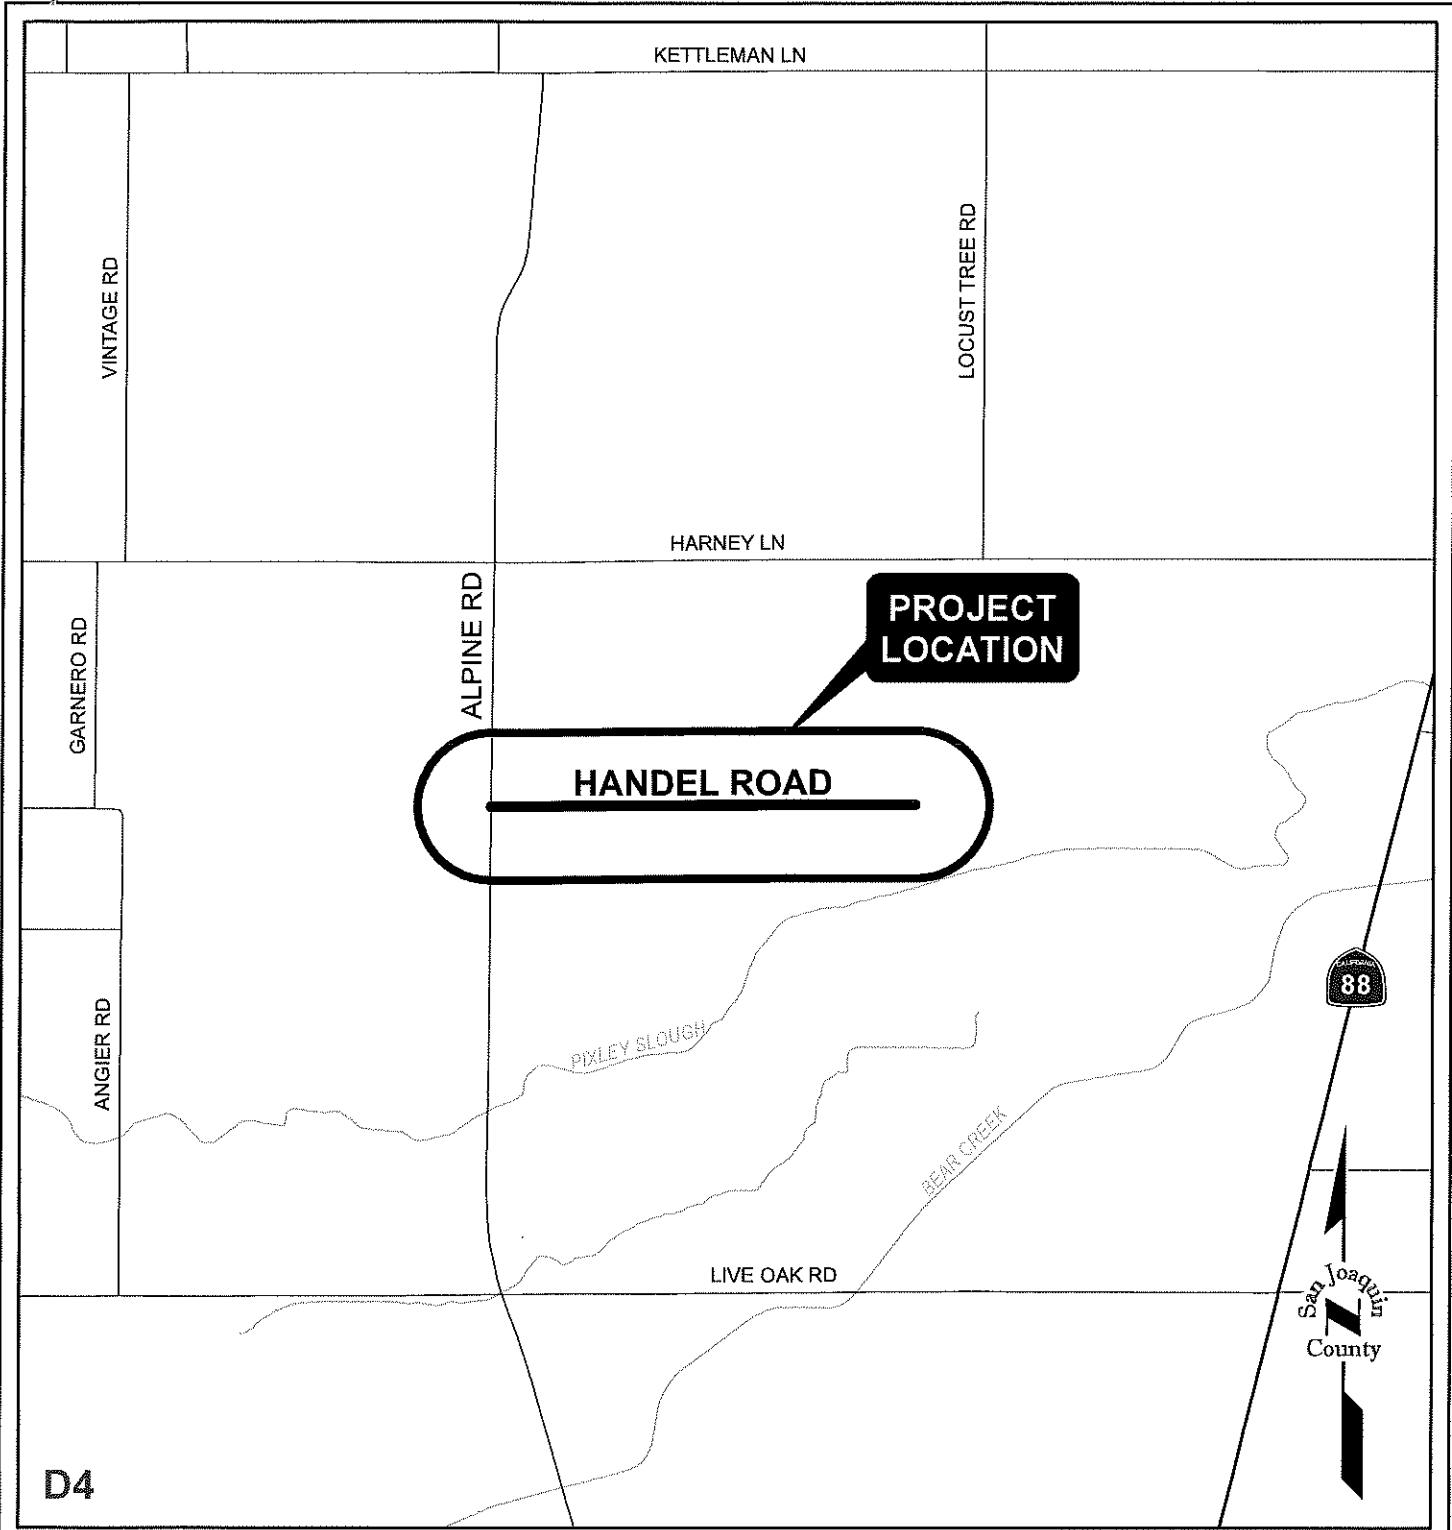 KETTLEMAN LN
VINTAGE RD
LOCUST TREE RD
HARNEY LN
GARNERO RD
ALPINE RD
PROJECT
LOCATION
HANDEL ROAD
CALIFORNIA
88
ANGIER RD
PIXLEY SLOUGH
BEAR CREEK
LIVE OAK RD
San Joaquin
N
County
D4